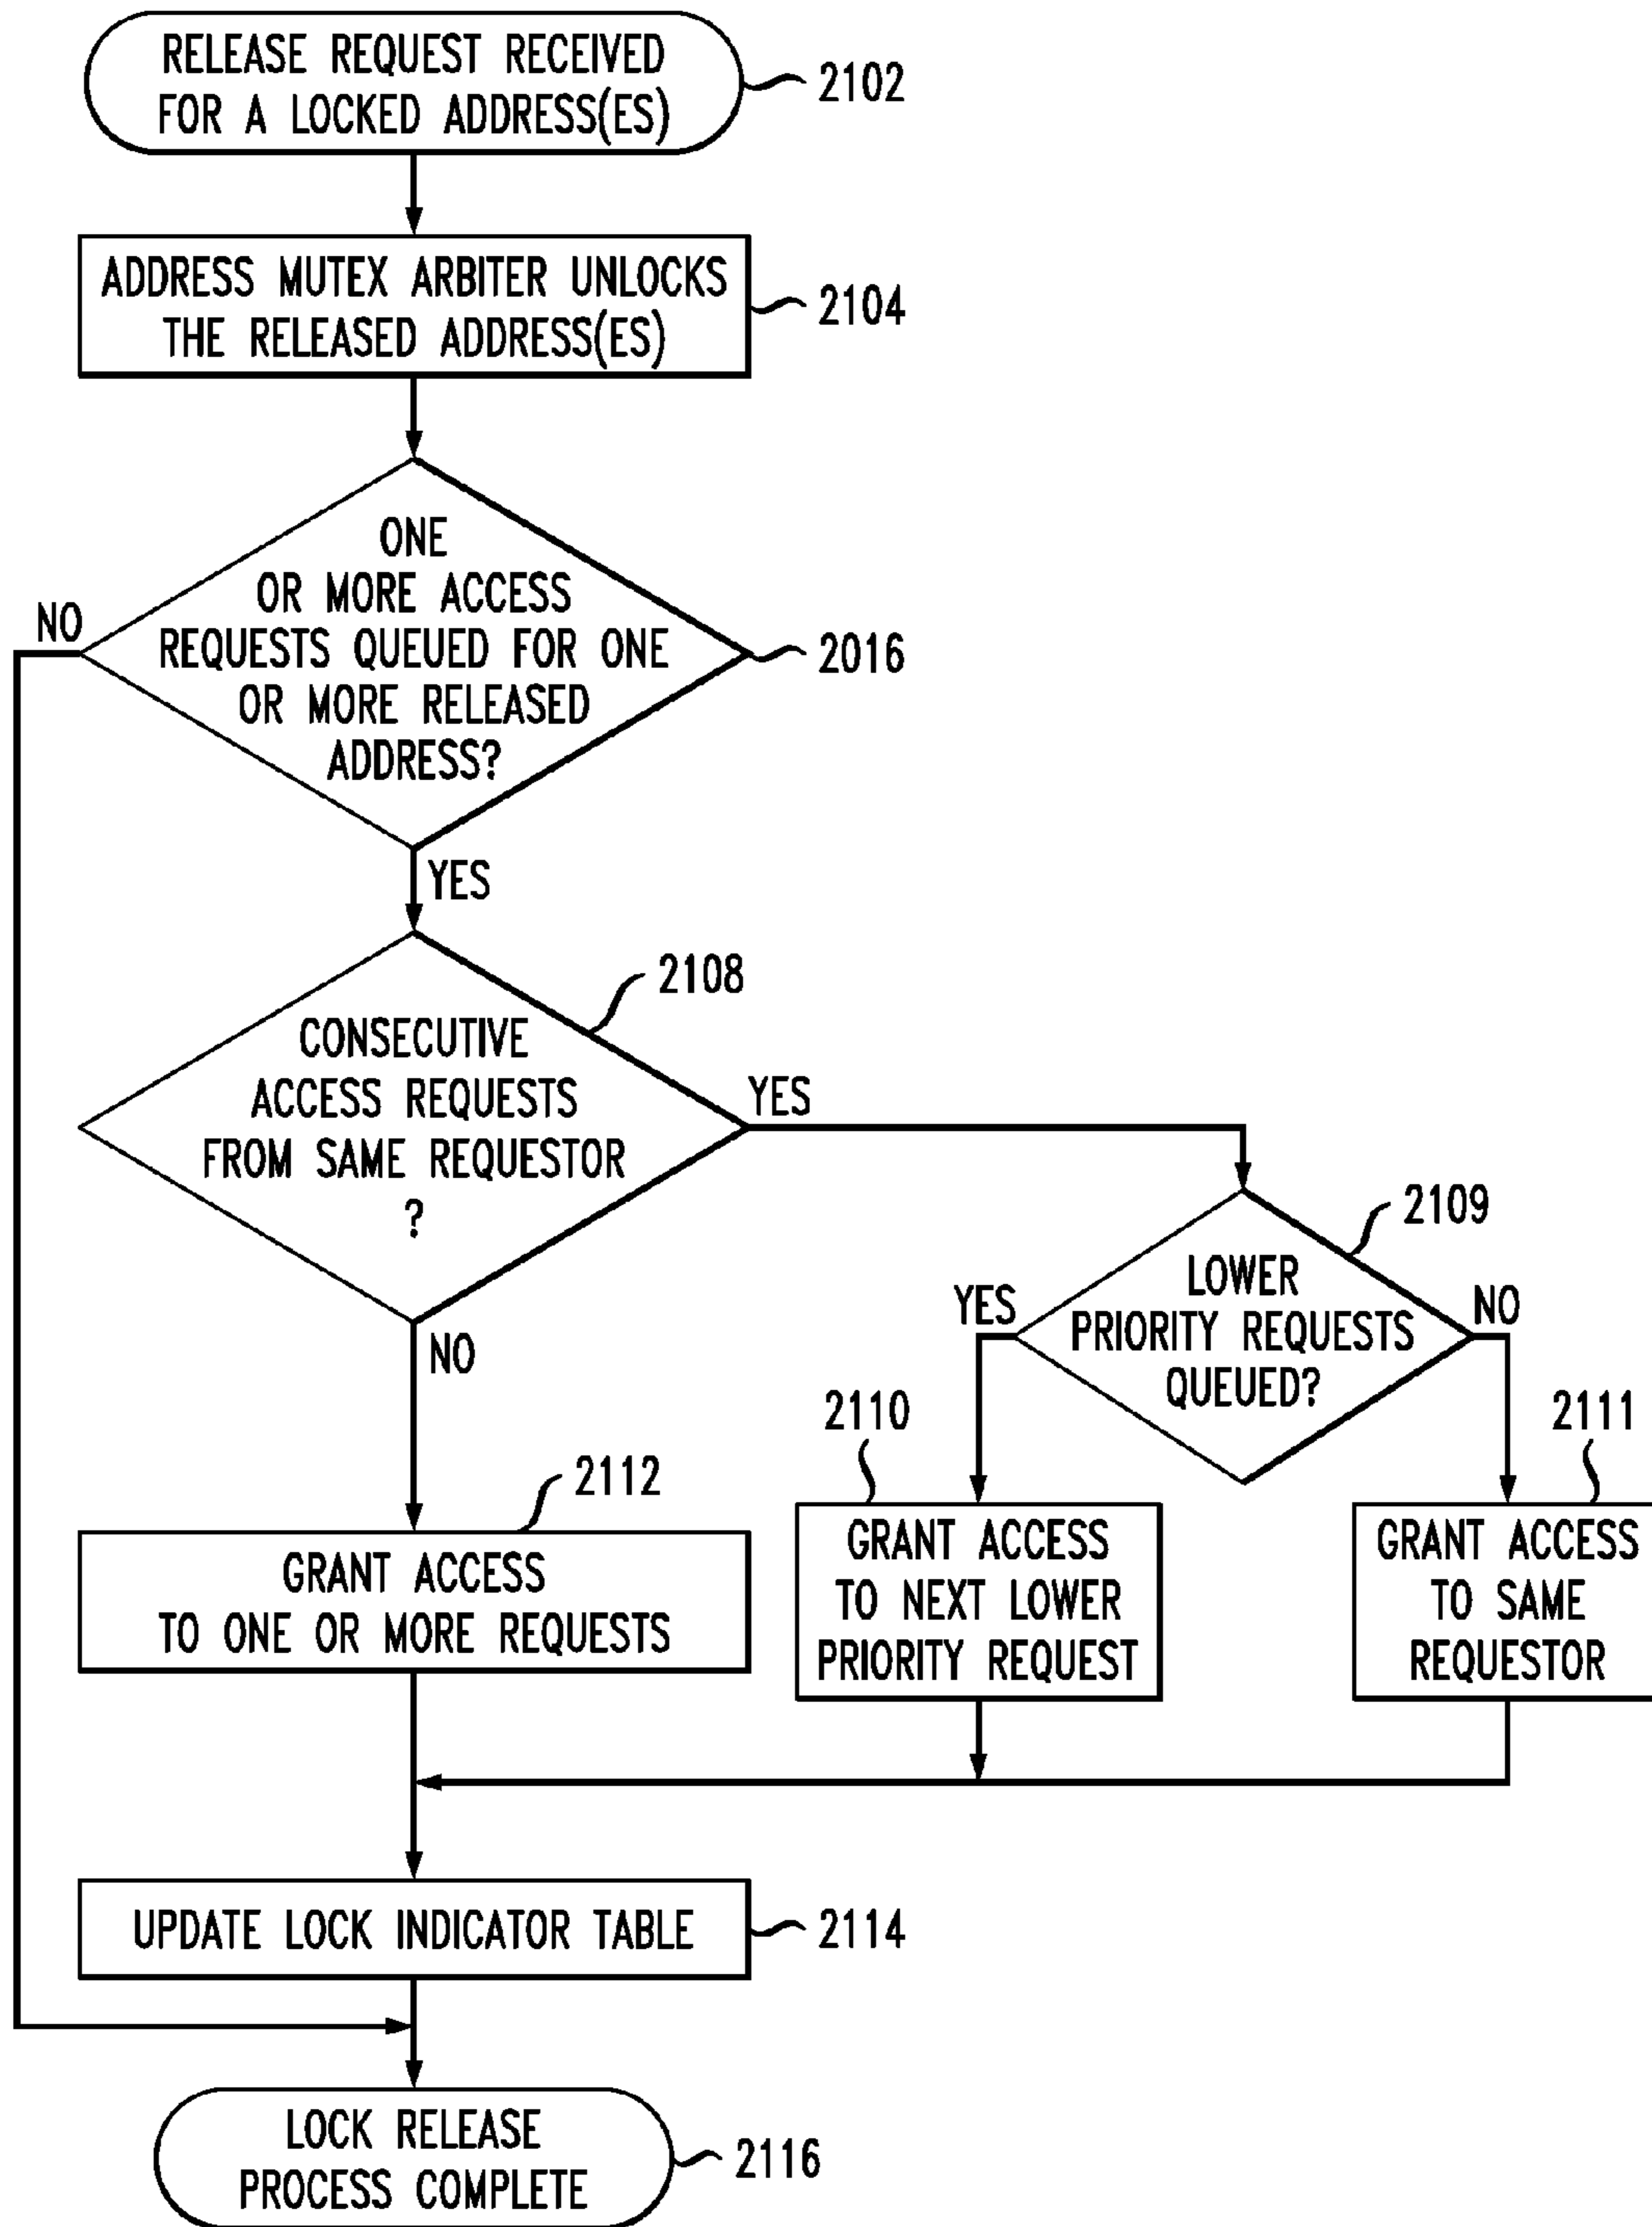 RELEASE REQUEST RECEIVED
FOR A LOCKED ADDRESS(ES)
2102
ADDRESS MUTEX ARBITER UNLOCKS
THE RELEASED ADDRESS(ES)
2104
ONE
OR MORE ACCESS
REQUESTS QUEUED FOR ONE
OR MORE RELEASED
ADDRESS?
NO
2016
YES
2108
CONSECUTIVE
ACCESS REQUESTS
FROM SAME REQUESTOR
?
YES
NO
2109
LOWER
PRIORITY REQUESTS
QUEUED?
YES
NO
2110
2111
2112
GRANT ACCESS
TO ONE OR MORE REQUESTS
GRANT ACCESS
TO NEXT LOWER
PRIORITY REQUEST
GRANT ACCESS
TO SAME
REQUESTOR
UPDATE LOCK INDICATOR TABLE
2114
LOCK RELEASE
PROCESS COMPLETE
2116